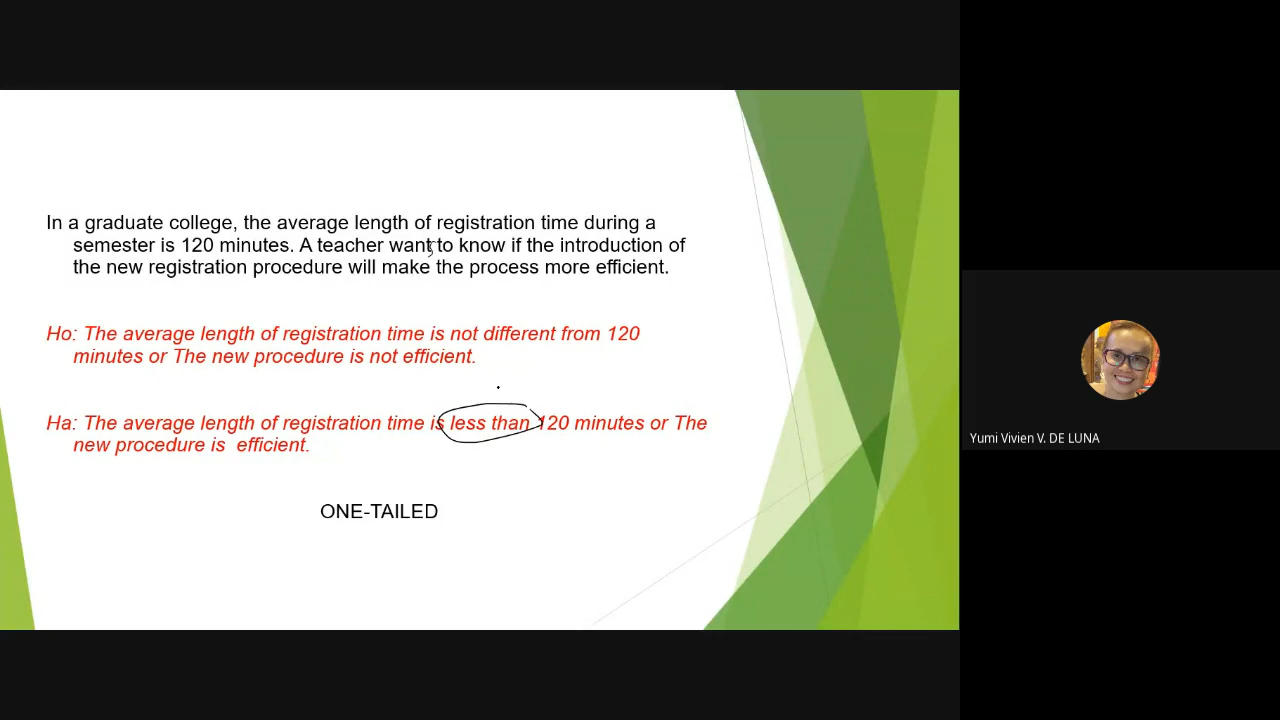 In a graduate college, the average length of registration time during a
semester is 120 minutes. A teacher want to know if the introduction of
the new registration procedure will make the process more efficient.
Ho: The average length of registration time is not different from 120
minutes or The new procedure is not efficient.
Ha: The average length of registration time is less than 120 minutes or The
new procedure is  efficient.
ONE-TAILED
Yumi Vivien V. DE LUNA